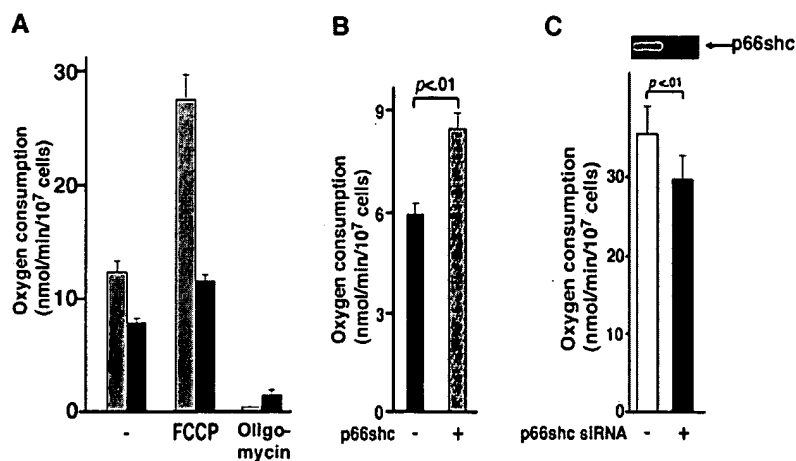 A
Oxygen consumption
(nmol/min/10⁷ cells)
30
20
10
0
-
FCCP
Oligo-
mycin
B
Oxygen consumption
(nmol/min/10⁷ cells)
p<.01
9
6
3
0
p66shc - +
C
p66shc
Oxygen consumption
(nmol/min/10⁷ cells)
p<.01
30
20
10
0
p66shc siRNA - +